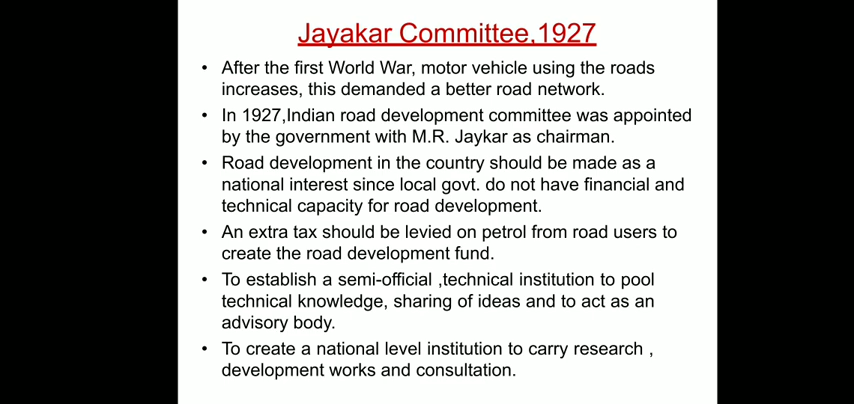 Jayakar Committee,1927
• After the first World War, motor vehicle using the roads
increases, this demanded a better road network.
• In 1927,Indian road development committee was appointed
by the government with M.R. Jaykar as chairman.
• Road development in the country should be made as a
national interest since local govt. do not have financial and
technical capacity for road development.
• An extra tax should be levied on petrol from road users to
create the road development fund.
• To establish a semi-official ,technical institution to pool
technical knowledge, sharing of ideas and to act as an
advisory body.
• To create a national level institution to carry research ,
development works and consultation.